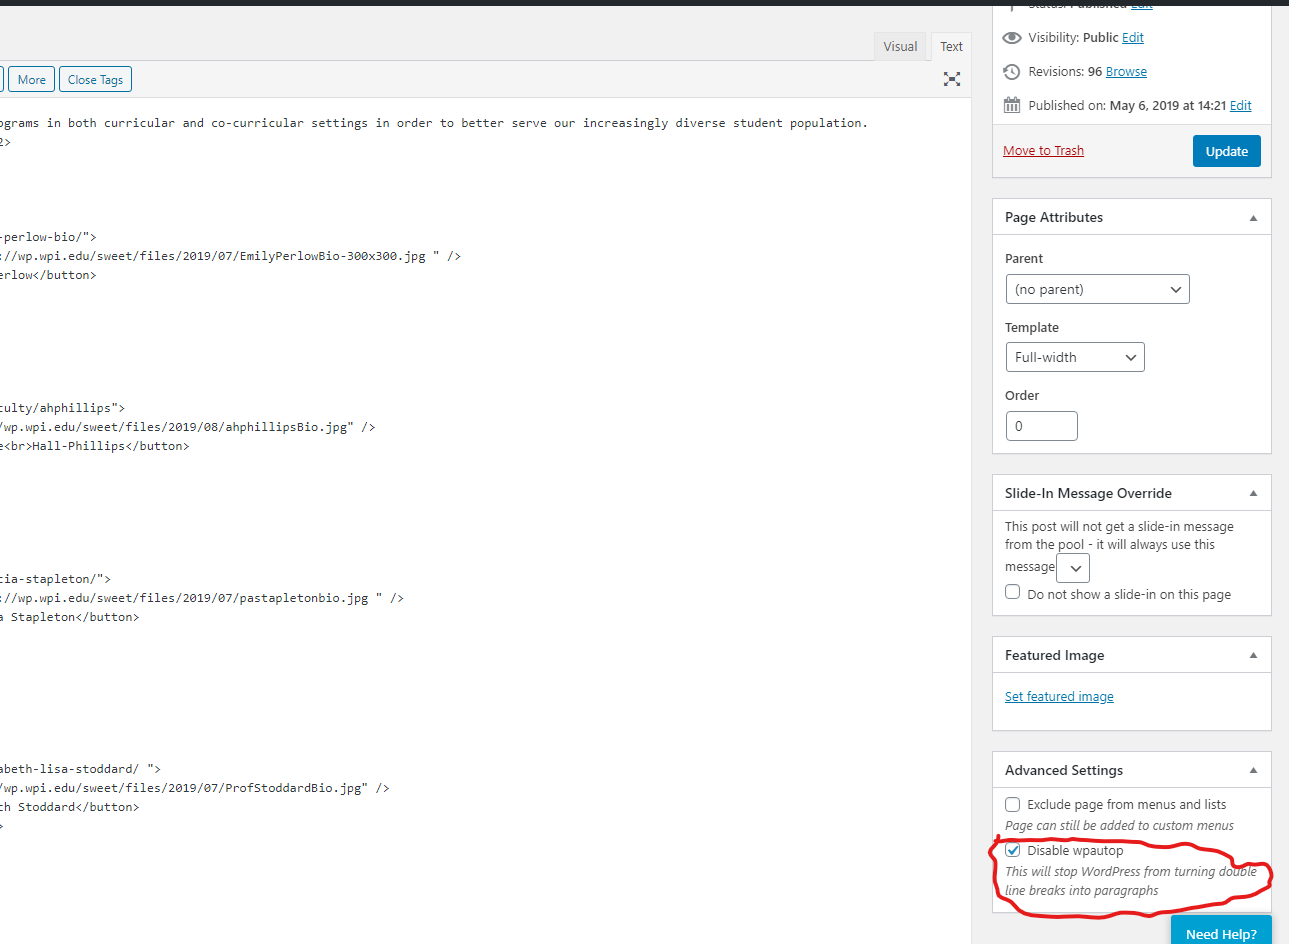 Status: Published Edit
Visual Text
Visibility: Public Edit
More Close Tags
Revisions: 96 Browse
Published on: May 6, 2019 at 14:21 Edit
Move to Trash Update
ograms in both curricular and co-curricular settings in order to better serve our increasingly diverse student population.
2>
-perlow-bio/">
://wp.wpi.edu/sweet/files/2019/07/EmilyPerlowBio-300x300.jpg " />
erlow</button>
culty/ahphillips">
/wp.wpi.edu/sweet/files/2019/08/ahphillipsBio.jpg" />
e<br>Hall-Phillips</button>
cia-stapleton/">
://wp.wpi.edu/sweet/files/2019/07/pastapletonbio.jpg " />
a Stapleton</button>
abeth-lisa-stoddard/ ">
/wp.wpi.edu/sweet/files/2019/07/ProfStoddardBio.jpg" />
th Stoddard</button>
>
Page Attributes
Parent
(no parent)
Template
Full-width
Order
0
Slide-In Message Override
This post will not get a slide-in message
from the pool - it will always use this
message
Do not show a slide-in on this page
Featured Image
Set featured image
Advanced Settings
Exclude page from menus and lists
Page can still be added to custom menus
Disable wpautop
This will stop WordPress from turning double
line breaks into paragraphs
Need Help?